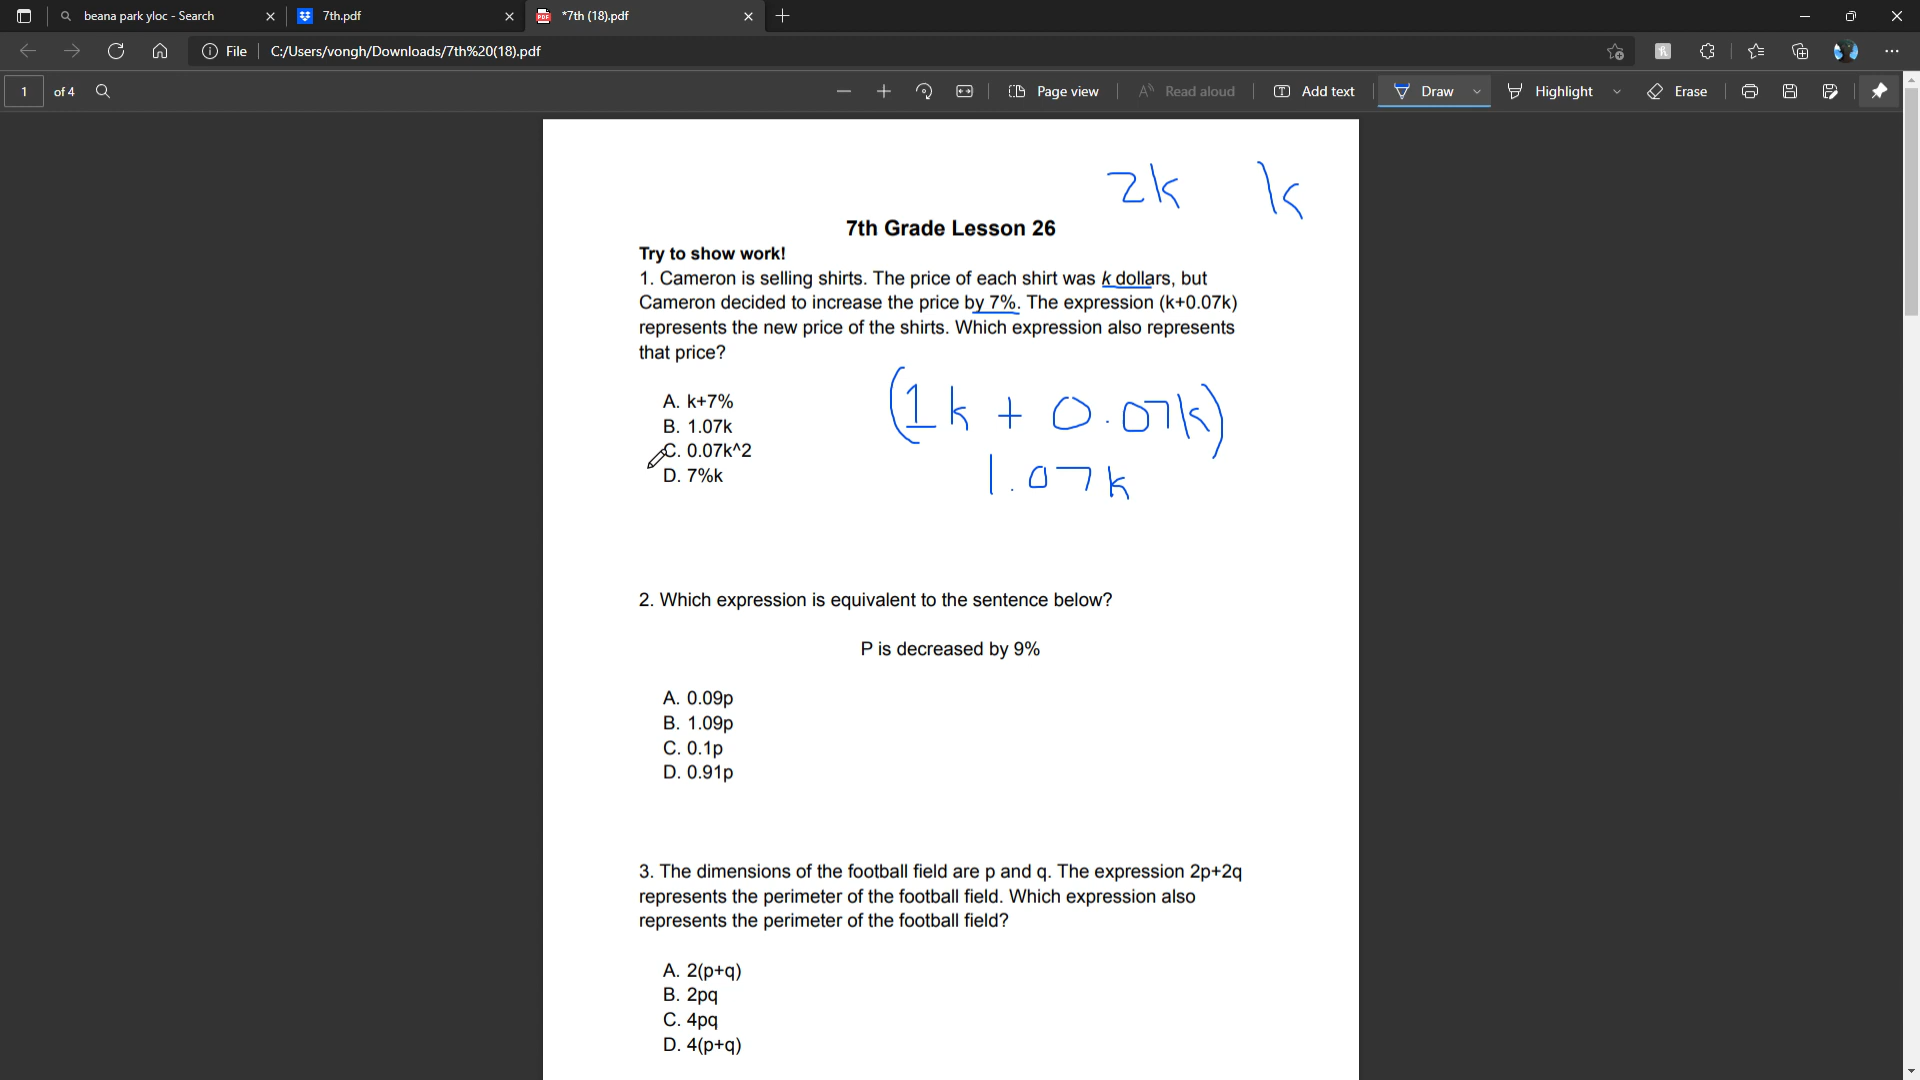 beana park yloc - Search
7th.pdf
*7th (18).pdf
File
C:/Users/vongh/Downloads/7th%20(18).pdf
1 of 4
Page view
Read aloud
Add text
Draw
Highlight
Erase
2k k
7th Grade Lesson 26
Try to show work!
1. Cameron is selling shirts. The price of each shirt was k dollars, but
Cameron decided to increase the price by 7%. The expression (k+0.07k)
represents the new price of the shirts. Which expression also represents
that price?
A. k+7%
B. 1.07k
C. 0.07k^2
D. 7%k
(1k + 0.07k)
1.07k
2. Which expression is equivalent to the sentence below?
P is decreased by 9%
A. 0.09p
B. 1.09p
C. 0.1p
D. 0.91p
3. The dimensions of the football field are p and q. The expression 2p+2q
represents the perimeter of the football field. Which expression also
represents the perimeter of the football field?
A. 2(p+q)
B. 2pq
C. 4pq
D. 4(p+q)